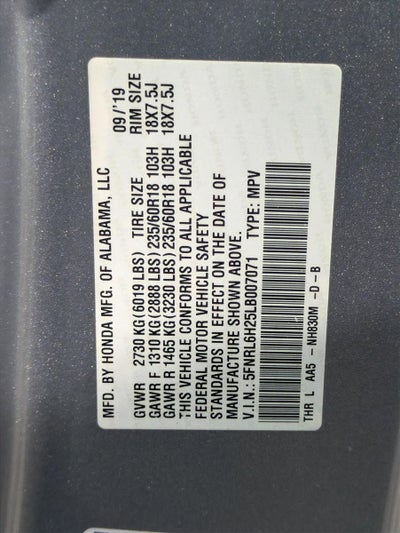 MFD. BY HONDA MFG. OF ALABAMA, LLC 09/'19
GVWR 2730 KG(6019 LBS) TIRE SIZE RIM SIZE
GAWR F 1310 KG(2888 LBS) 235/60R18 103H 18X7.5J
GAWR R 1465 KG(3230 LBS) 235/60R18 103H 18X7.5J
THIS VEHICLE CONFORMS TO ALL APPLICABLE
FEDERAL MOTOR VEHICLE SAFETY
STANDARDS IN EFFECT ON THE DATE OF
MANUFACTURE SHOWN ABOVE.
V.I.N.: 5FNRL6H25LB007071 TYPE: MPV
THR L AA5 - NH830M -D -B